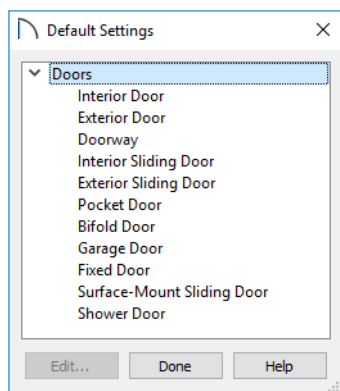 Default Settings
Doors
Interior Door
Exterior Door
Doorway
Interior Sliding Door
Exterior Sliding Door
Pocket Door
Bifold Door
Garage Door
Fixed Door
Surface-Mount Sliding Door
Shower Door
Edit... Done Help